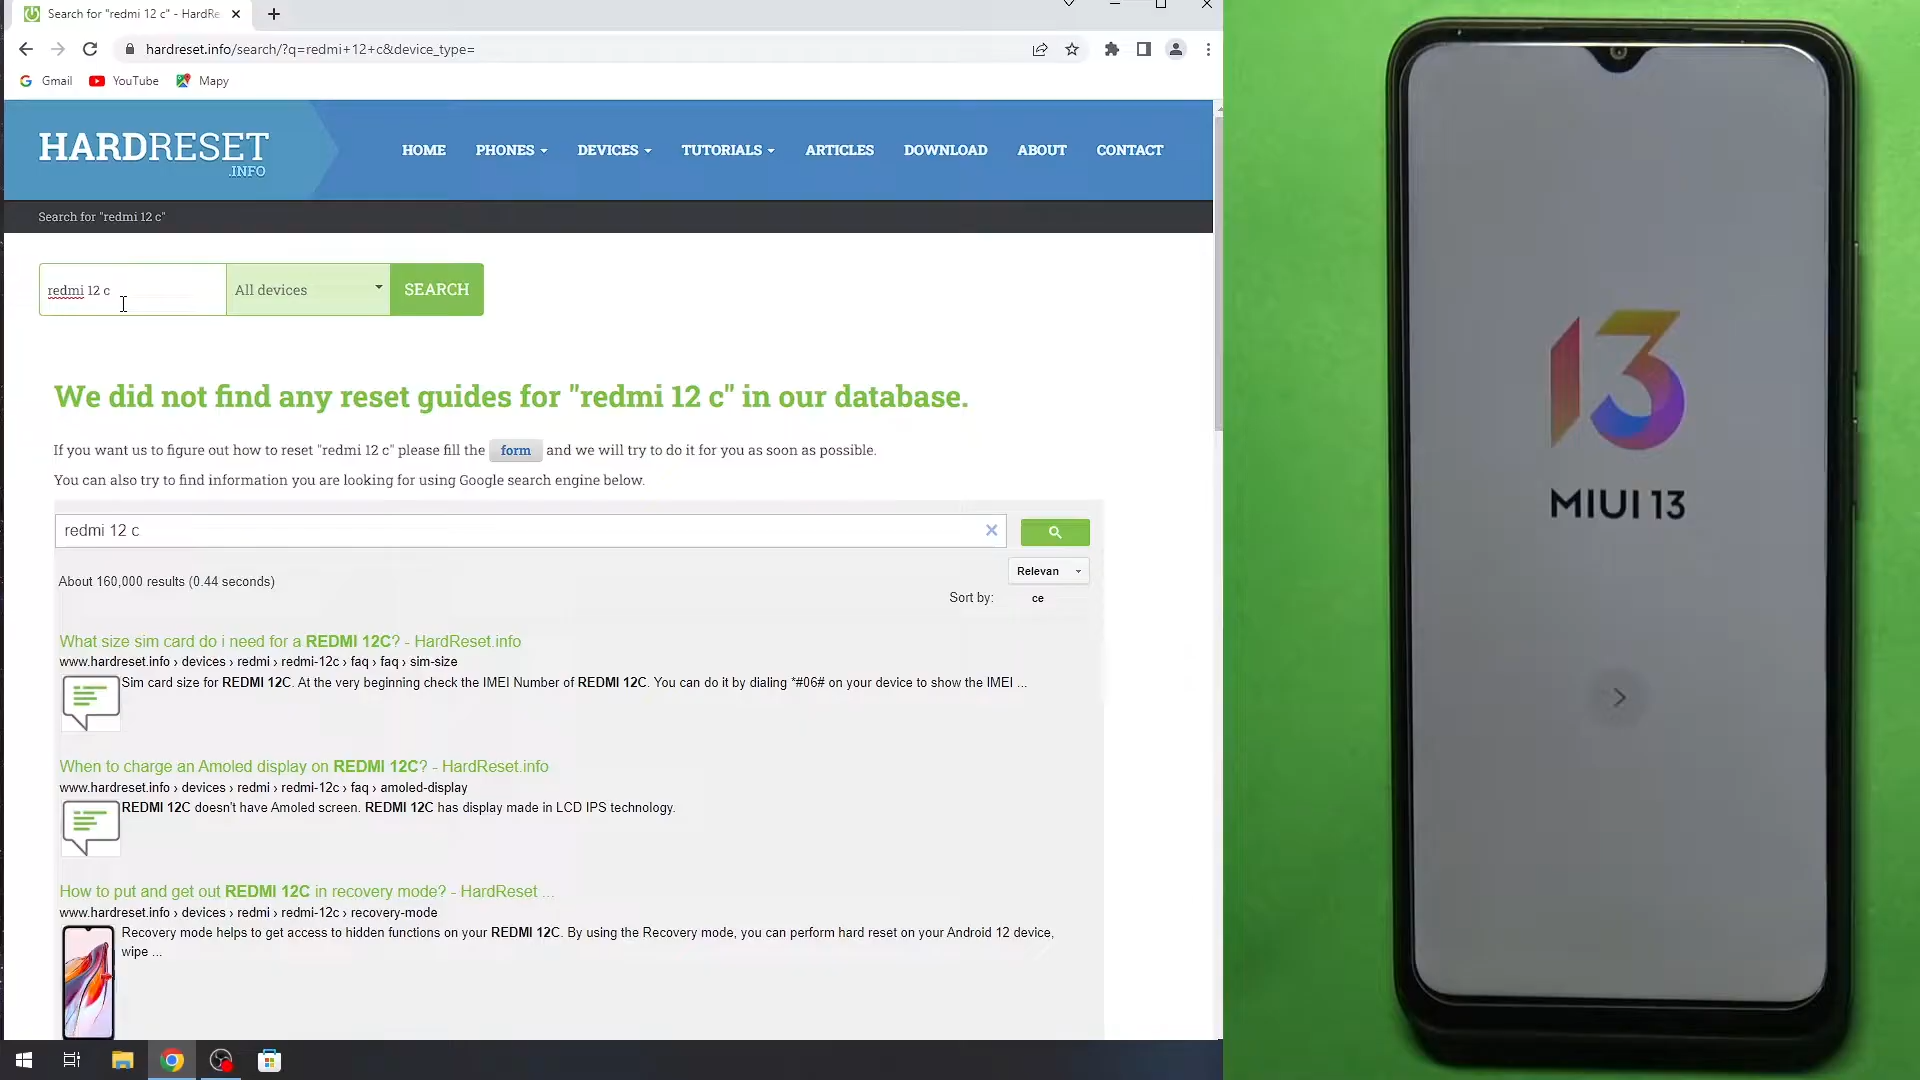 Search for "redmi 12 c" - HardRe
hardreset.info/search/?q=redmi+12+c&device_type=
Gmail
YouTube
Mapy
HARDRESET
.INFO
HOME
PHONES
DEVICES
TUTORIALS
ARTICLES
DOWNLOAD
ABOUT
CONTACT
Search for "redmi 12 c"
redmi 12 c
All devices
SEARCH
We did not find any reset guides for "redmi 12 c" in our database.
If you want us to figure out how to reset "redmi 12 c" please fill the form and we will try to do it for you as soon as possible.
You can also try to find information you are looking for using Google search engine below.
redmi 12 c
About 160,000 results (0.44 seconds)
Sort by:
Relevan
ce
What size sim card do i need for a REDMI 12C? - HardReset.info
www.hardreset.info › devices › redmi › redmi-12c › faq › faq › sim-size
Sim card size for REDMI 12C. At the very beginning check the IMEI Number of REDMI 12C. You can do it by dialing *#06# on your device to show the IMEI ...
When to charge an Amoled display on REDMI 12C? - HardReset.info
www.hardreset.info › devices › redmi › redmi-12c › faq › amoled-display
REDMI 12C doesn't have Amoled screen. REDMI 12C has display made in LCD IPS technology.
How to put and get out REDMI 12C in recovery mode? - HardReset ...
www.hardreset.info › devices › redmi › redmi-12c › recovery-mode
Recovery mode helps to get access to hidden functions on your REDMI 12C. By using the Recovery mode, you can perform hard reset on your Android 12 device,
wipe ...
13
MIUI 13